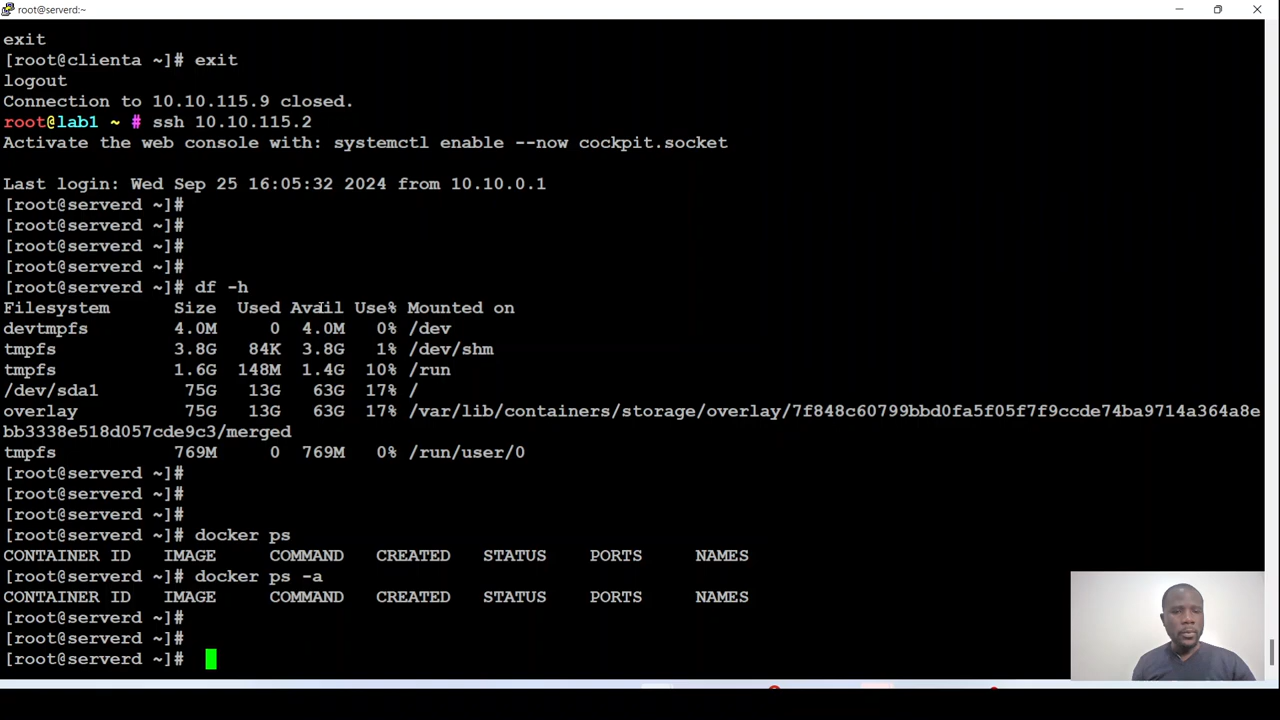 root@serverd:~
exit
[root@clienta ~]# exit
logout
Connection to 10.10.115.9 closed.
root@lab1 ~ # ssh 10.10.115.2
Activate the web console with: systemctl enable --now cockpit.socket
Last login: Wed Sep 25 16:05:32 2024 from 10.10.0.1
[root@serverd ~]#
[root@serverd ~]#
[root@serverd ~]#
[root@serverd ~]#
[root@serverd ~]# df -h
Filesystem      Size  Used Avail Use% Mounted on
devtmpfs        4.0M     0  4.0M   0% /dev
tmpfs           3.8G   84K  3.8G   1% /dev/shm
tmpfs           1.6G  148M  1.4G  10% /run
/dev/sda1        75G   13G   63G  17% /
overlay          75G   13G   63G  17% /var/lib/containers/storage/overlay/7f848c60799bbd0fa5f05f7f9ccde74ba9714a364a8e
bb3338e518d057cde9c3/merged
tmpfs           769M     0  769M   0% /run/user/0
[root@serverd ~]#
[root@serverd ~]#
[root@serverd ~]#
[root@serverd ~]# docker ps
CONTAINER ID   IMAGE     COMMAND   CREATED   STATUS    PORTS     NAMES
[root@serverd ~]# docker ps -a
CONTAINER ID   IMAGE     COMMAND   CREATED   STATUS    PORTS     NAMES
[root@serverd ~]#
[root@serverd ~]#
[root@serverd ~]#